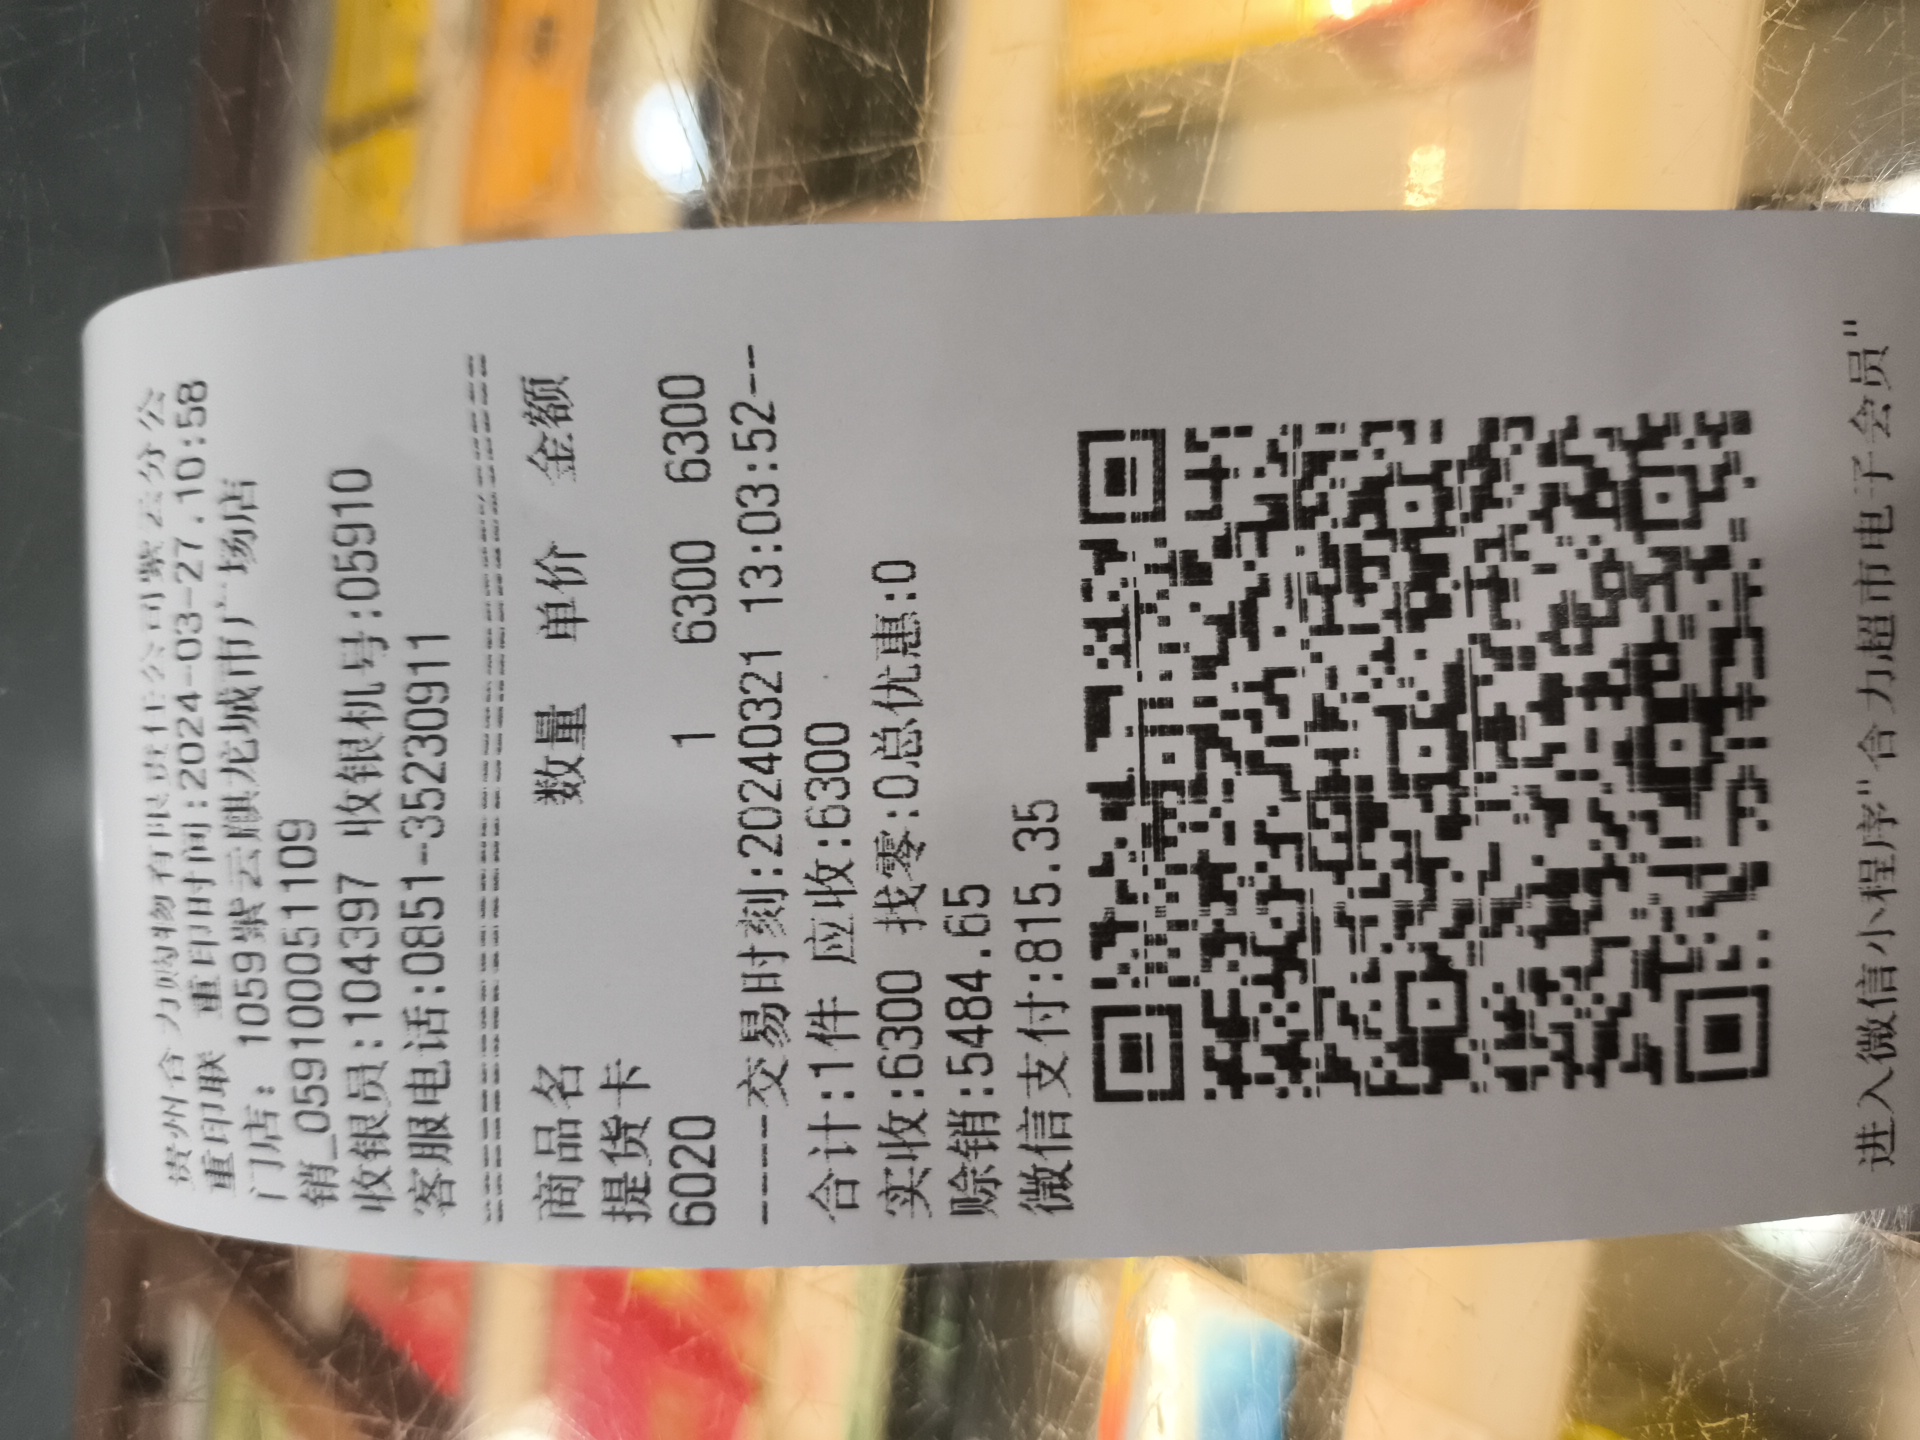 贵州合力购物有限责任公司紫云分公
重印联 重印时间:2024-03-27.10:58
门店: 1059紫云麒龙城市广场店
销_059100051109
收银员:104397 收银机号:05910
客服电话:0851-35230911
商品名 数量 单价 金额
提货卡
6020 1 6300 6300
-----交易时刻:20240321 13:03:52--
合计:1件 应收:6300
实收:6300 找零:0总优惠:0
赊销:5484.65
微信支付:815.35
进入微信小程序"合力超市电子会员"